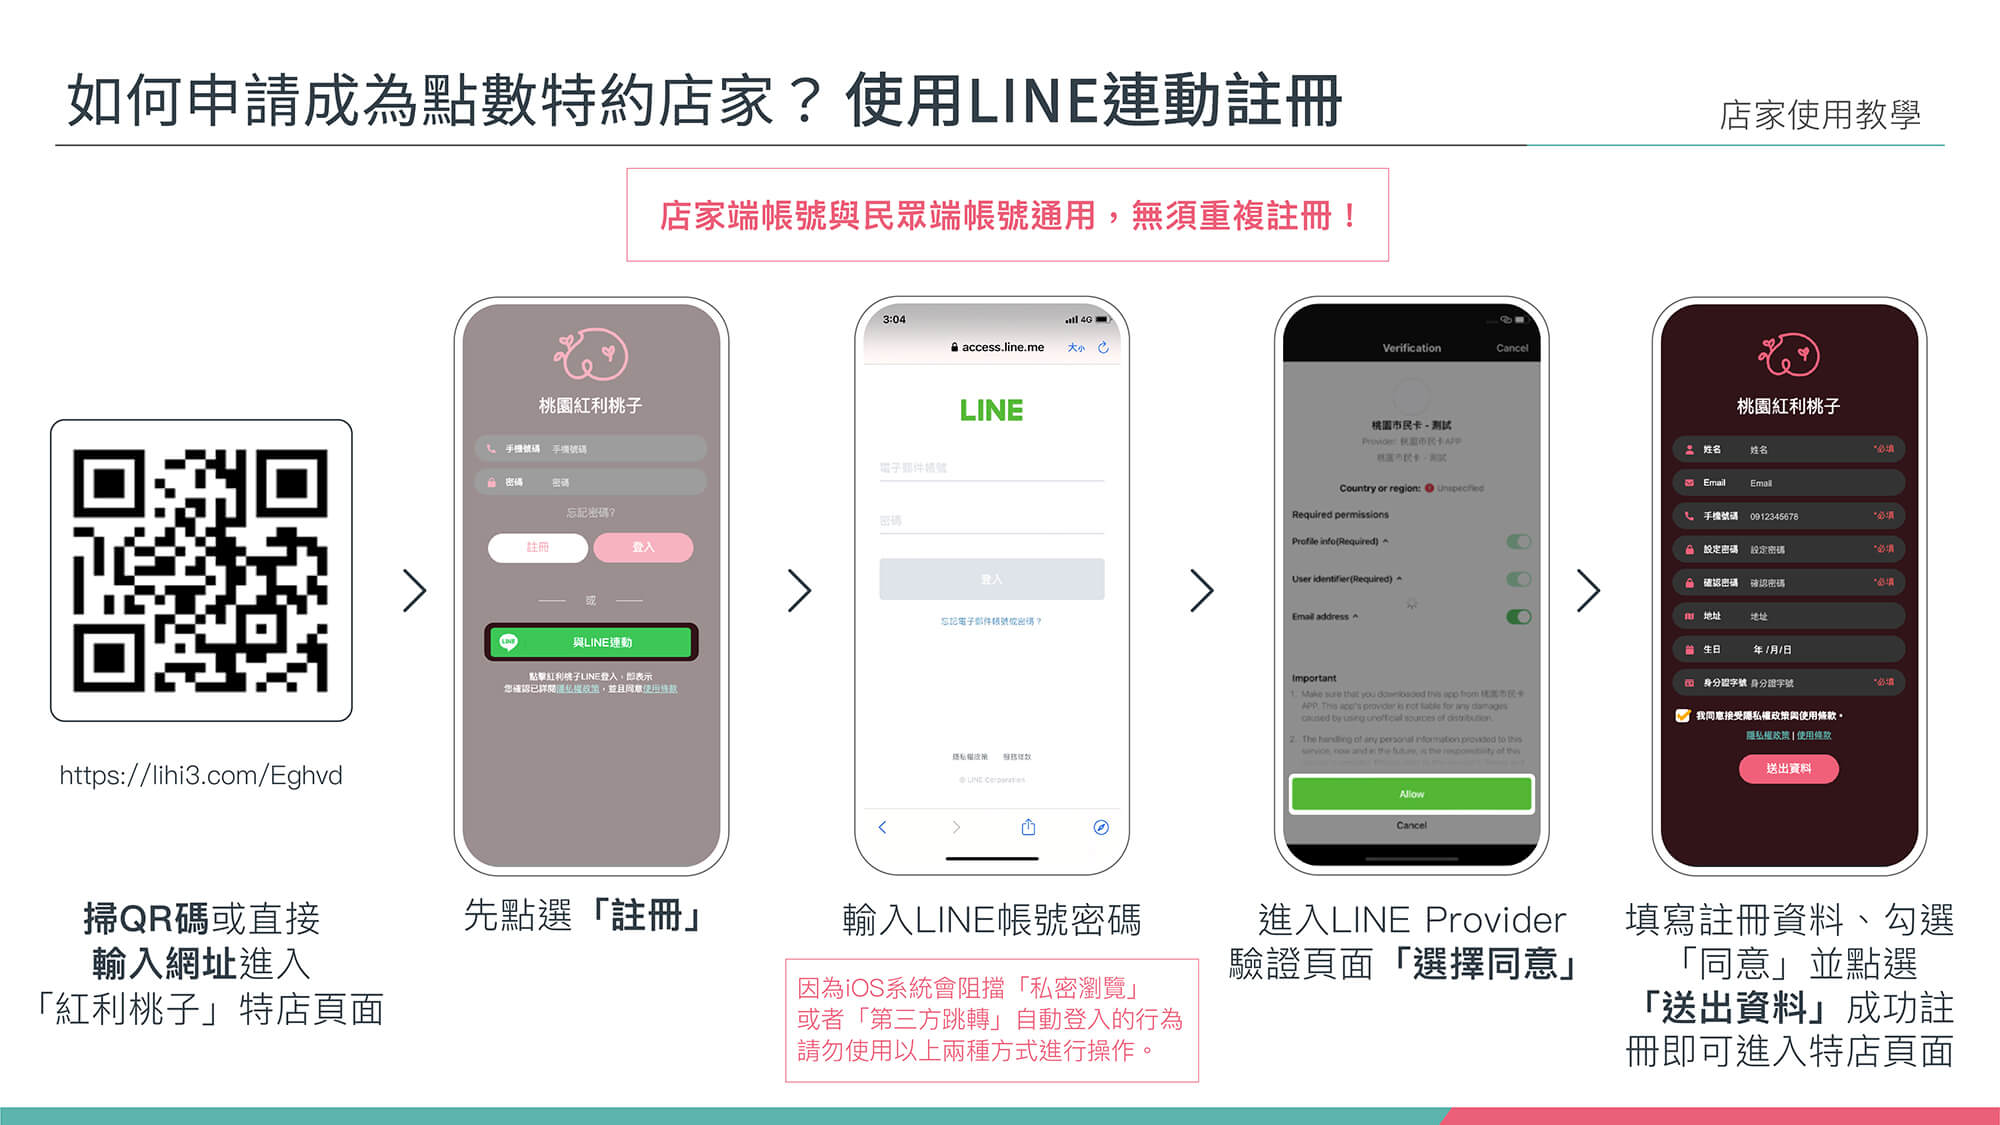 如何申請成為點數特約店家？使用LINE連動註冊
店家使用教學
店家端帳號與民眾端帳號通用，無須重複註冊！
https://lihi3.com/Eghvd
掃QR碼或直接
輸入網址進入
「紅利桃子」特店頁面
桃園紅利桃子
手機號碼 手機號碼
密碼 密碼
忘記密碼?
註冊 登入
或
LINE 與LINE連動
點擊紅利桃子LINE登入，即表示
您確認已詳閱隱私權政策，並且同意使用條款
先點選「註冊」
3:04 4G
access.line.me 大小
LINE
電子郵件帳號
密碼
登入
忘記電子郵件帳號或密碼？
隱私權政策 服務條款
© LINE Corporation
輸入LINE帳號密碼
因為iOS系統會阻擋「私密瀏覽」
或者「第三方跳轉」自動登入的行為
請勿使用以上兩種方式進行操作。
Verification Cancel
桃園市民卡 - 測試
Provider: 桃園市民卡APP
桃園市民卡 - 測試
Country or region: Unspecified
Required permissions
Profile info(Required)
User identifier(Required)
Email address
Important
1. Make sure that you downloaded this app from 桃園市民卡
APP. This app's provider is not liable for any damages
caused by using unofficial sources of distribution.
2. The handling of any personal information provided to this
service, now and in the future, is the responsibility of this
Allow
Cancel
進入LINE Provider
驗證頁面「選擇同意」
桃園紅利桃子
姓名 姓名 *必填
Email Email
手機號碼 0912345678 *必填
設定密碼 設定密碼 *必填
確認密碼 確認密碼 *必填
地址 地址
生日 年 /月/日
身分證字號 身分證字號 *必填
我同意接受隱私權政策與使用條款。
隱私權政策 | 使用條款
送出資料
填寫註冊資料、勾選
「同意」並點選
「送出資料」成功註
冊即可進入特店頁面